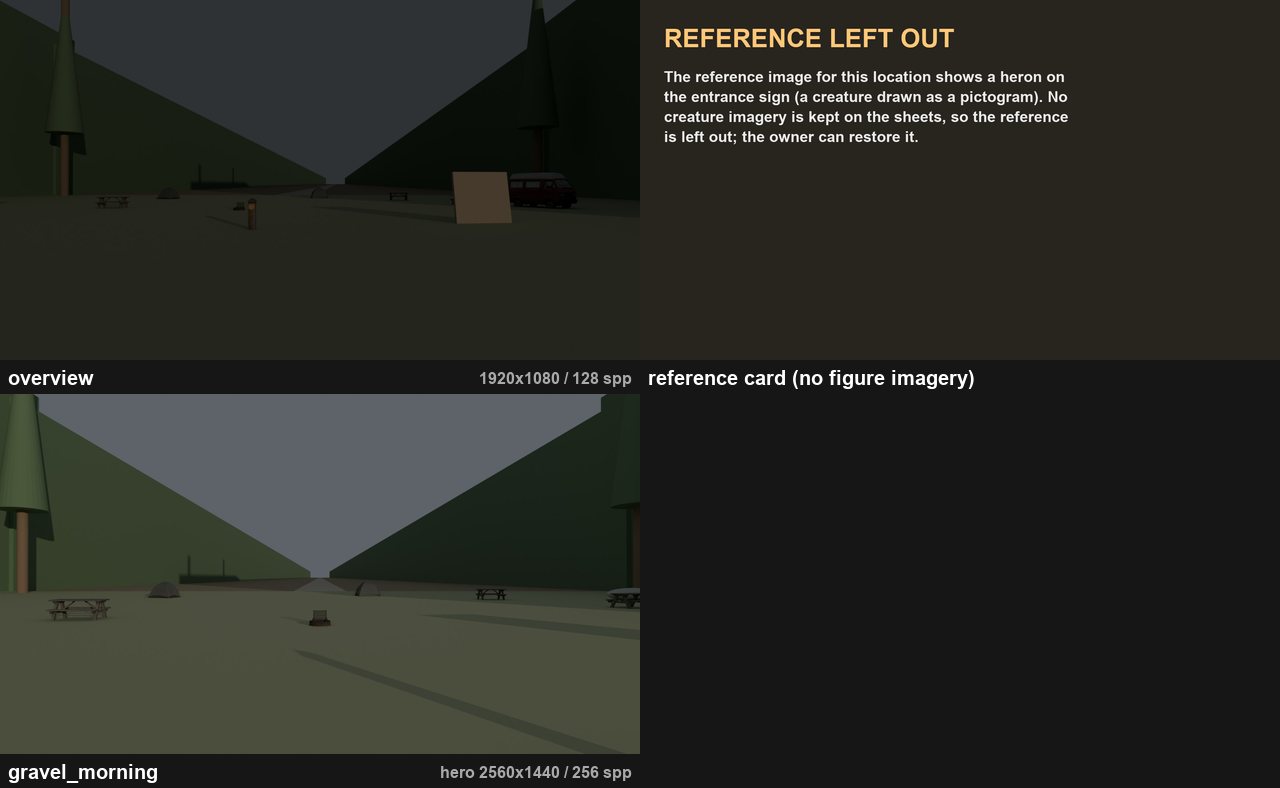 REFERENCE LEFT OUT
The reference image for this location shows a heron on
the entrance sign (a creature drawn as a pictogram). No
creature imagery is kept on the sheets, so the reference
is left out; the owner can restore it.
overview
1920x1080 / 128 spp
reference card (no figure imagery)
gravel_morning
hero 2560x1440 / 256 spp